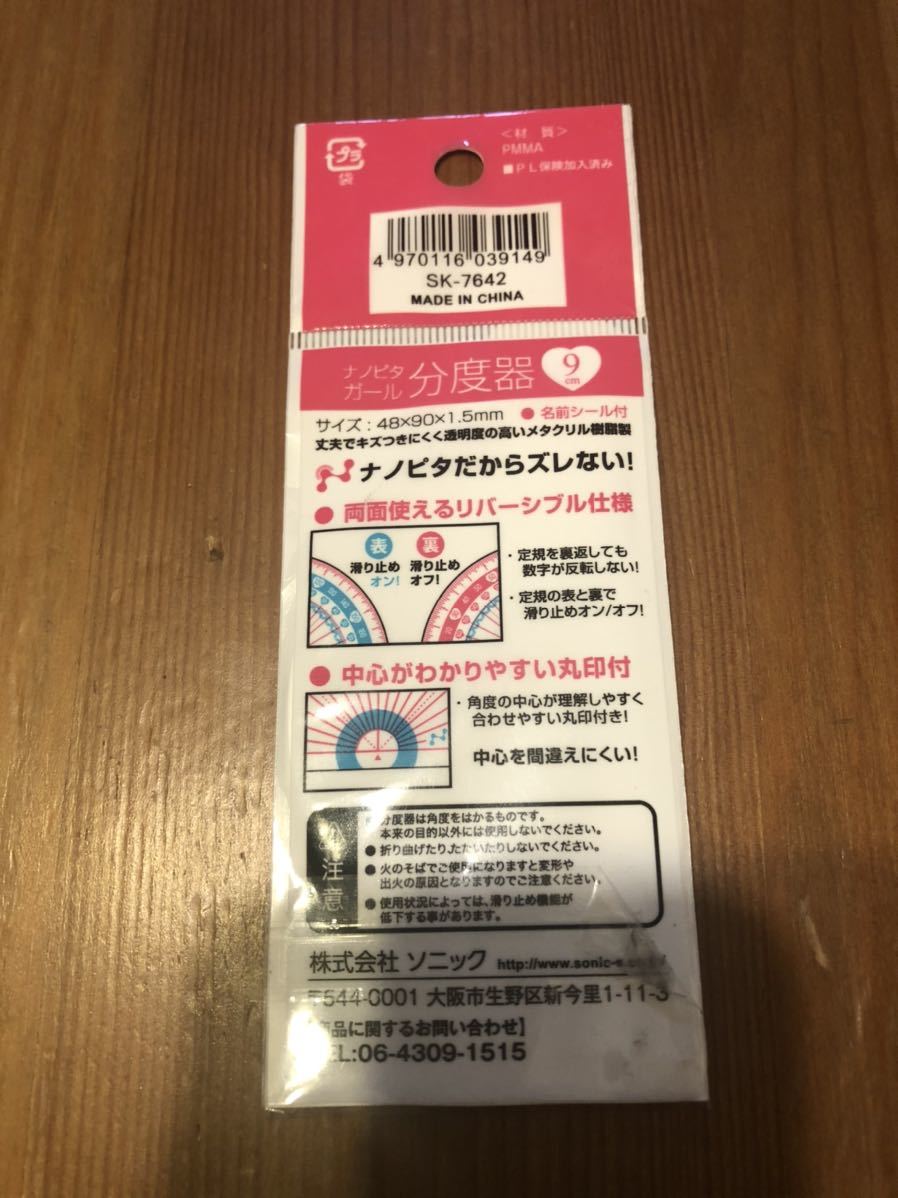 プラ
袋
<材 質>
PMMA
■PL保険加入済み
4 970116 039149
SK-7642
MADE IN CHINA
ナノピタ
ガール 分度器 9cm
サイズ:48×90×1.5mm ●名前シール付
丈夫でキズつきにくく透明度の高いメタクリル樹脂製
ナノピタだからズレない!
● 両面使えるリバーシブル仕様
表 裏
滑り止め 滑り止め
オン! オフ!
・定規を裏返しても
数字が反転しない!
・定規の表と裏で
滑り止めオン/オフ!
● 中心がわかりやすい丸印付
・角度の中心が理解しやすく
合わせやすい丸印付き!
中心を間違えにくい!
注意
分度器は角度をはかるものです。
本来の目的以外には使用しないでください。
● 折り曲げたり、たたいたりしないでください。
● 火のそばでご使用になりますと変形や
出火の原因となりますのでご注意ください。
● 使用状況によっては、滑り止め機能が
低下する事があります。
株式会社 ソニック http://www.sonic-s.co
〒544-0001 大阪市生野区新今里1-11-3
品に関するお問い合わせ】
EL:06-4309-1515